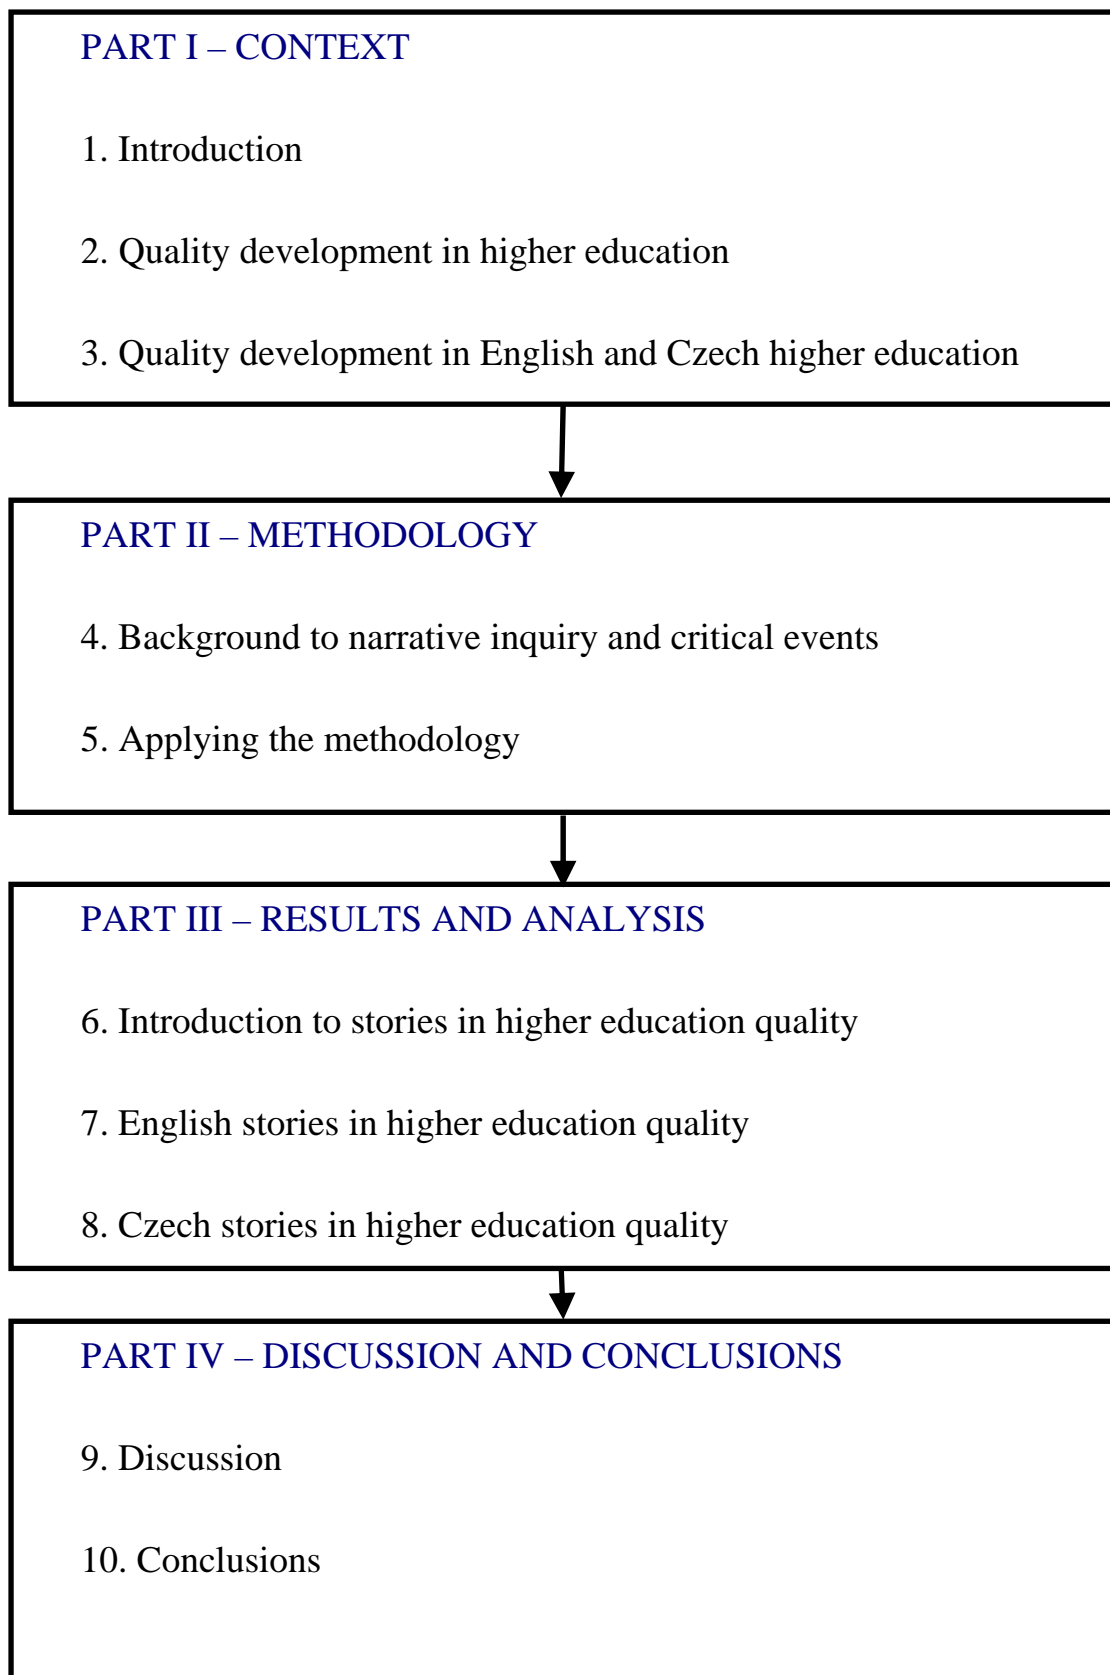 PART I – CONTEXT
1. Introduction
2. Quality development in higher education
3. Quality development in English and Czech higher education
PART II – METHODOLOGY
4. Background to narrative inquiry and critical events
5. Applying the methodology
PART III – RESULTS AND ANALYSIS
6. Introduction to stories in higher education quality
7. English stories in higher education quality
8. Czech stories in higher education quality
PART IV – DISCUSSION AND CONCLUSIONS
9. Discussion
10. Conclusions